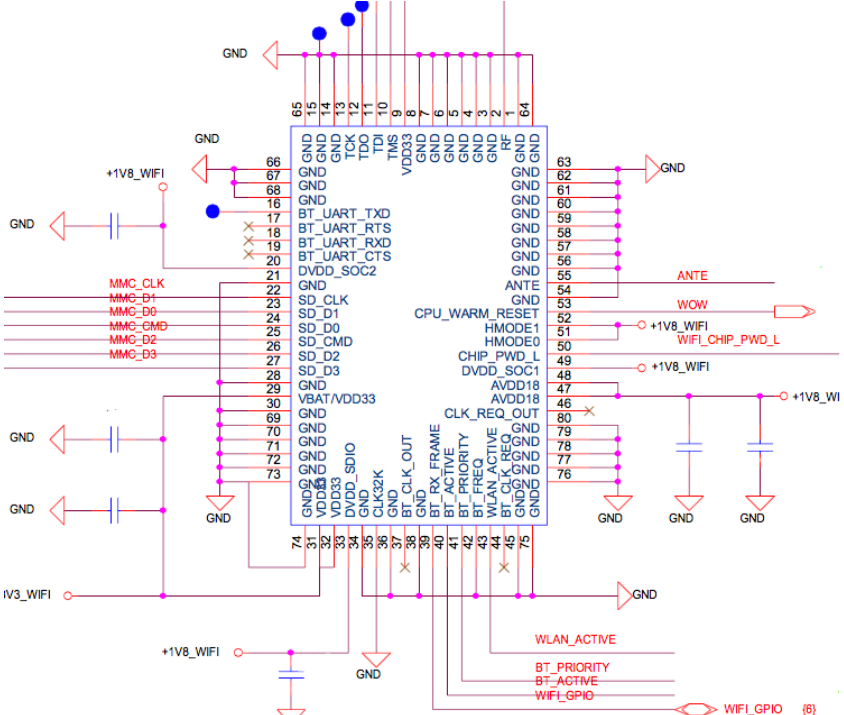 GND
65
15
14
13
12
11
10
9
8
7
6
5
4
3
2
1
64
GND
GND
GND
TCK
TDO
TDI
TMS
VDD33
GND
GND
GND
GND
GND
GND
RF
GND
GND
GND
66 GND
67 GND
68 GND
16 BT_UART_TXD
17 BT_UART_RTS
18 BT_UART_RXD
19 BT_UART_CTS
20 DVDD_SOC2
21 GND
22 SD_CLK
23 SD_D1
24 SD_D0
25 SD_CMD
26 SD_D2
27 SD_D3
28 GND
29 VBAT/VDD33
30 GND
69 GND
70 GND
71 GND
72 GND
73 GND
+1V8_WIFI
GND
MMC_CLK
MMC_D1
MMC_D0
MMC_CMD
MMC_D2
MMC_D3
GND
GND
GND
63 GND
62 GND
61 GND
60 GND
59 GND
58 GND
57 GND
56 GND
55 ANTE
54 GND
53 CPU_WARM_RESET
52 HMODE1
51 HMODE0
50 CHIP_PWD_L
49 DVDD_SOC1
48 AVDD18
47 AVDD18
46 CLK_REQ_OUT
80 GND
79 GND
78 GND
77 GND
76 GND
GND
ANTE
WOW
+1V8_WIFI
WIFI_CHIP_PWD_L
+1V8_WIFI
+1V8_WI
GND
GND
GND
GND
VDD33
VDD33
DVDD_SDIO
GND
CLK32K
GND
BT_CLK_OUT
GND
BT_RX_FRAME
BT_ACTIVE
BT_PRIORITY
BT_FREQ
WLAN_ACTIVE
BT_CLK_REQ
GND
GND
74
31
32
33
34
35
36
37
38
39
40
41
42
43
44
45
75
V3_WIFI
GND
+1V8_WIFI
GND
WLAN_ACTIVE
BT_PRIORITY
BT_ACTIVE
WIFI_GPIO
WIFI_GPIO {6}